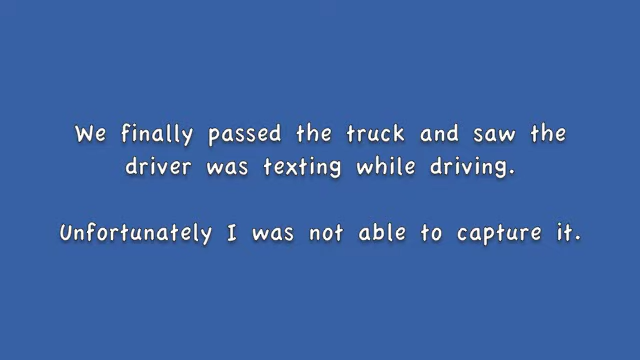 We finally passed the truck and saw the
driver was texting while driving.
Unfortunately I was not able to capture it.